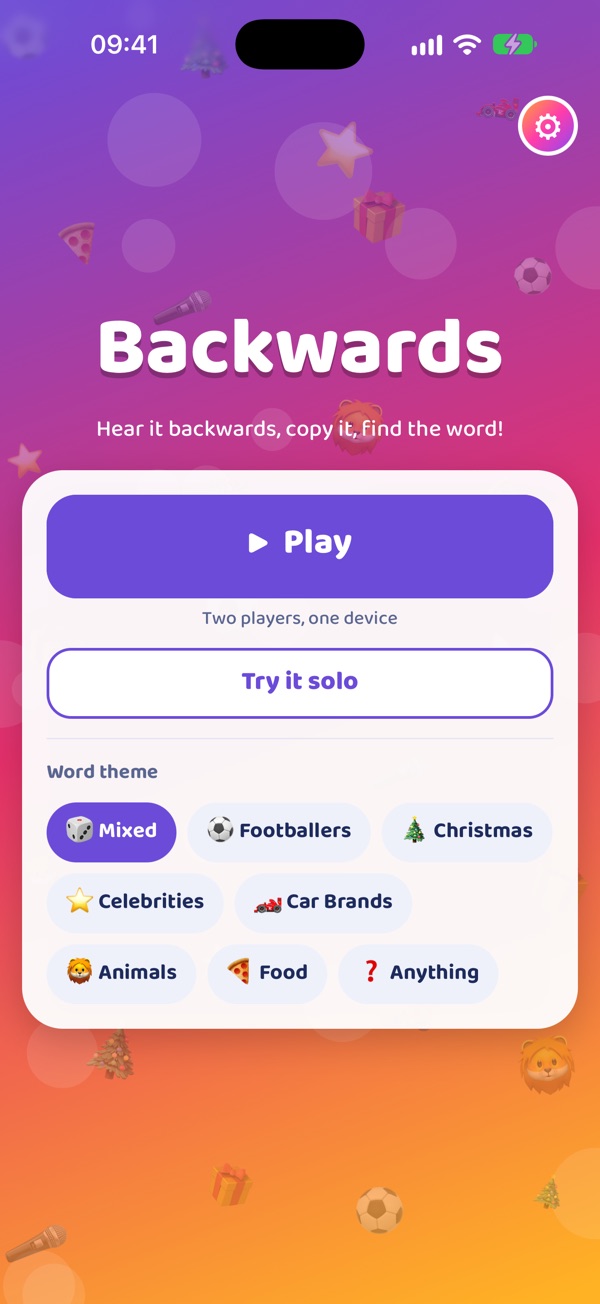 09:41
Backwards
Hear it backwards, copy it, find the word!
Play
Two players, one device
Try it solo
Word theme
Mixed Footballers Christmas
Celebrities Car Brands
Animals Food Anything